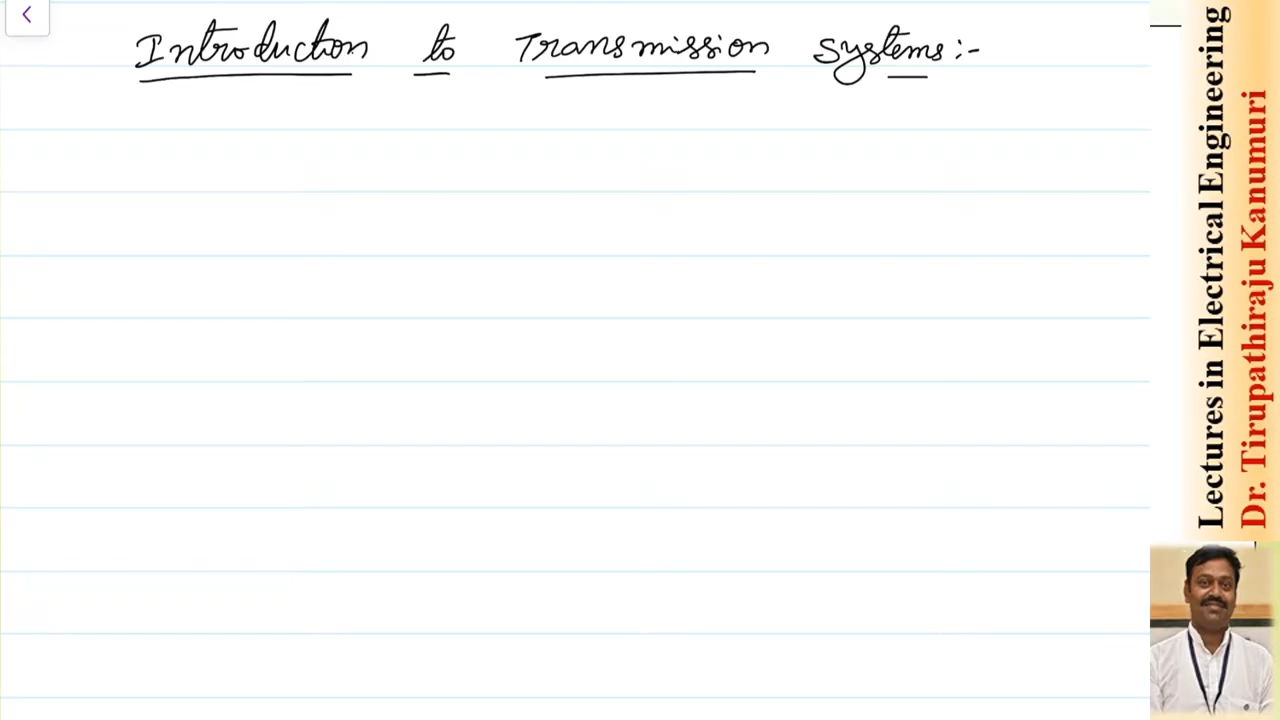 Introduction to Transmission Systems:-
Lectures in Electrical Engineering
Dr. Tirupathiraju Kanumuri